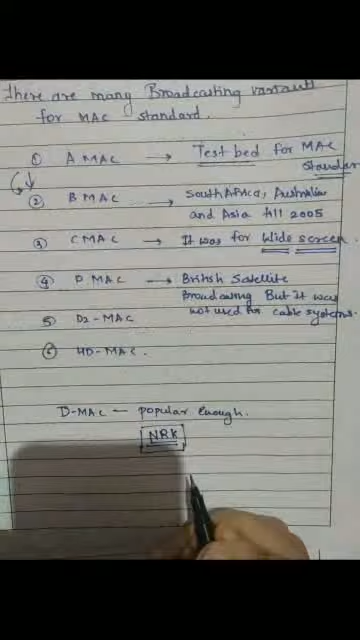 There are many Broadcasting variants
for MAC standard.
① A MAC → Test bed for MAC
Standar
② B MAC → South Africa, Australia
and Asia till 2005
③ C MAC → It was for Wide screen.
④ D MAC → British Satellite
Broadcasting But it was
not used for cable systems.
⑤ D2-MAC
⑥ HD-MAC.
D-MAC — popular enough.
NRK